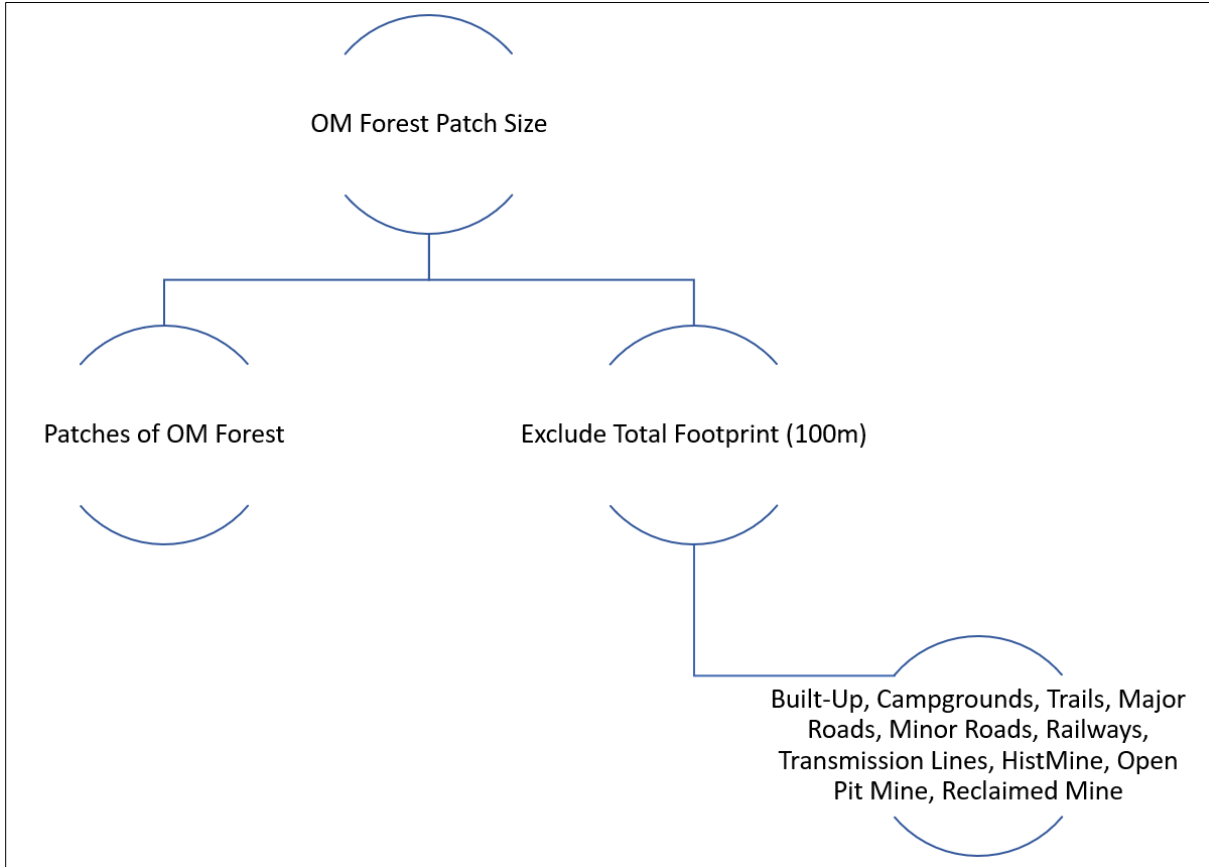 OM Forest Patch Size
Patches of OM Forest
Exclude Total Footprint (100m)
Built-Up, Campgrounds, Trails, Major
Roads, Minor Roads, Railways,
Transmission Lines, HistMine, Open
Pit Mine, Reclaimed Mine